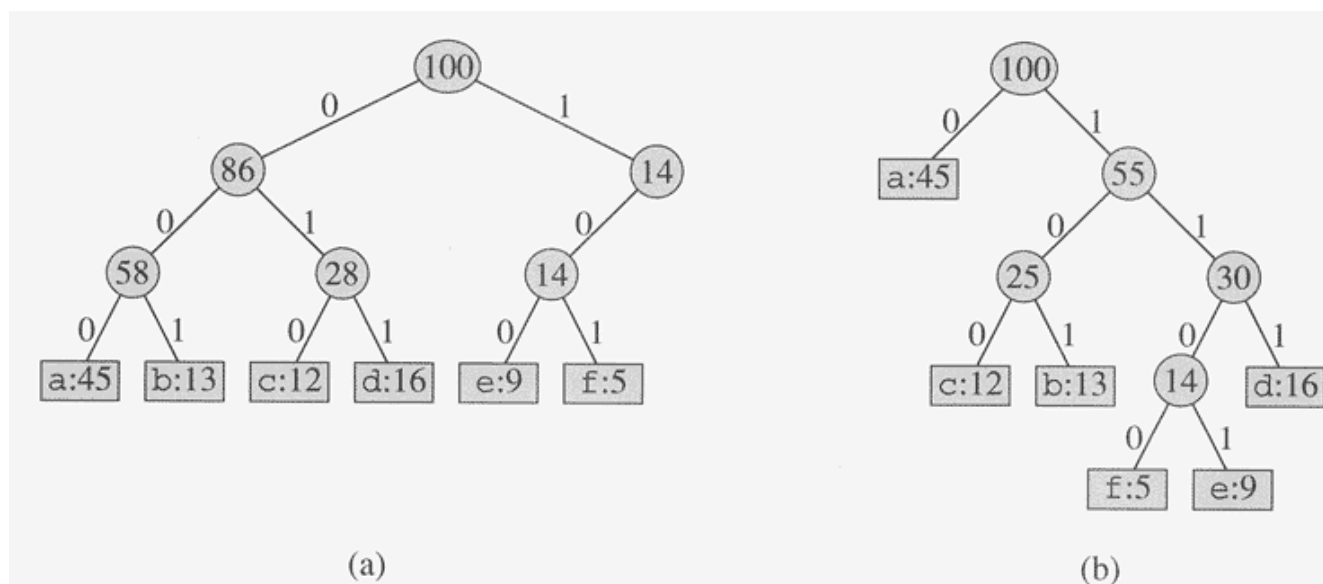 100
0 1
86 14
0 1 0
58 28 14
0 1 0 1 0 1
a:45 b:13 c:12 d:16 e:9 f:5
(a)
100
0 1
a:45 55
0 1
25 30
0 1 0 1
c:12 b:13 14 d:16
0 1
f:5 e:9
(b)